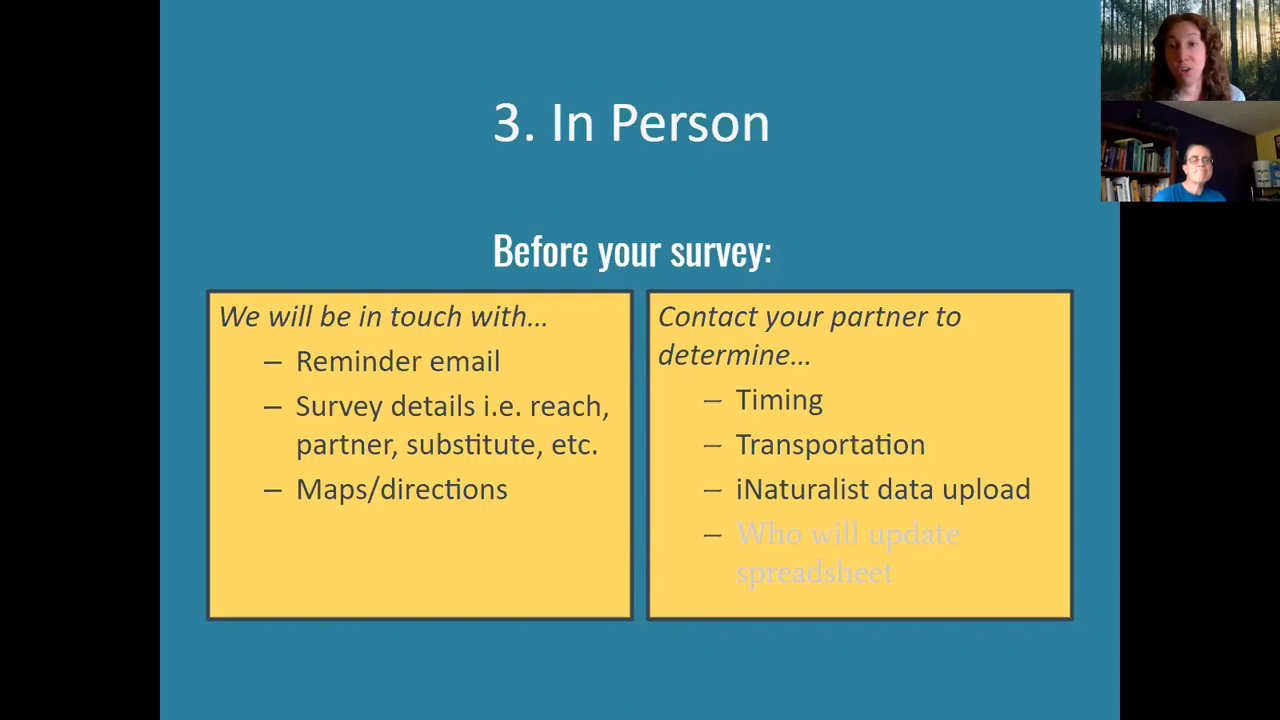 3. In Person
Before your survey:
We will be in touch with...
– Reminder email
– Survey details i.e. reach,
partner, substitute, etc.
– Maps/directions
Contact your partner to
determine...
– Timing
– Transportation
– iNaturalist data upload
– Who will update
spreadsheet